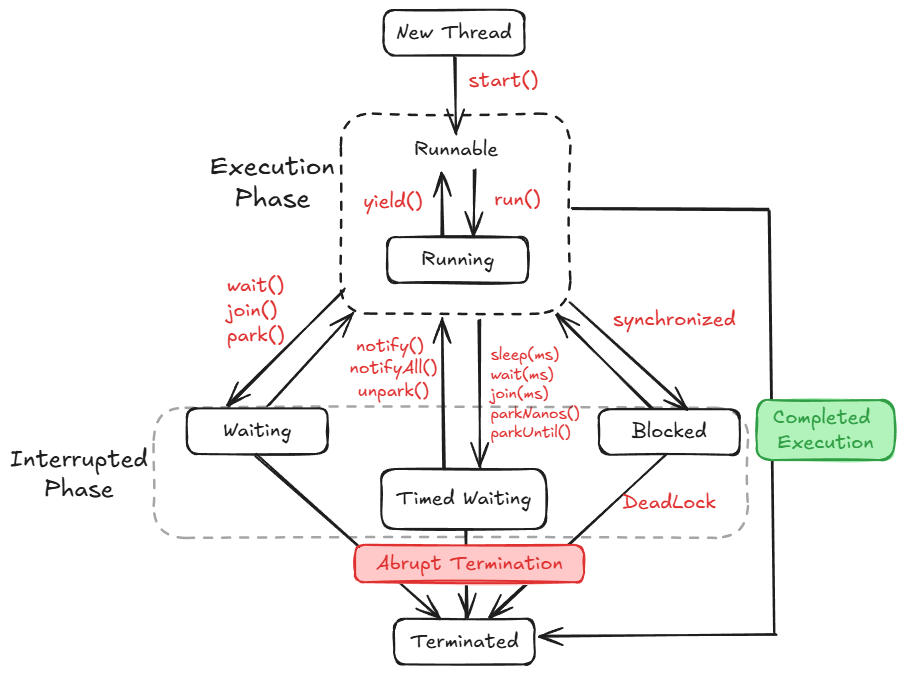 New Thread
start()
Runnable
Execution
Phase
yield()
run()
Running
wait()
join()
park()
synchronized
notify()
notifyAll()
unpark()
sleep(ms)
wait(ms)
join(ms)
parkNanos()
parkUntil()
Waiting
Blocked
Completed
Execution
Interrupted
Phase
Timed Waiting
DeadLock
Abrupt Termination
Terminated